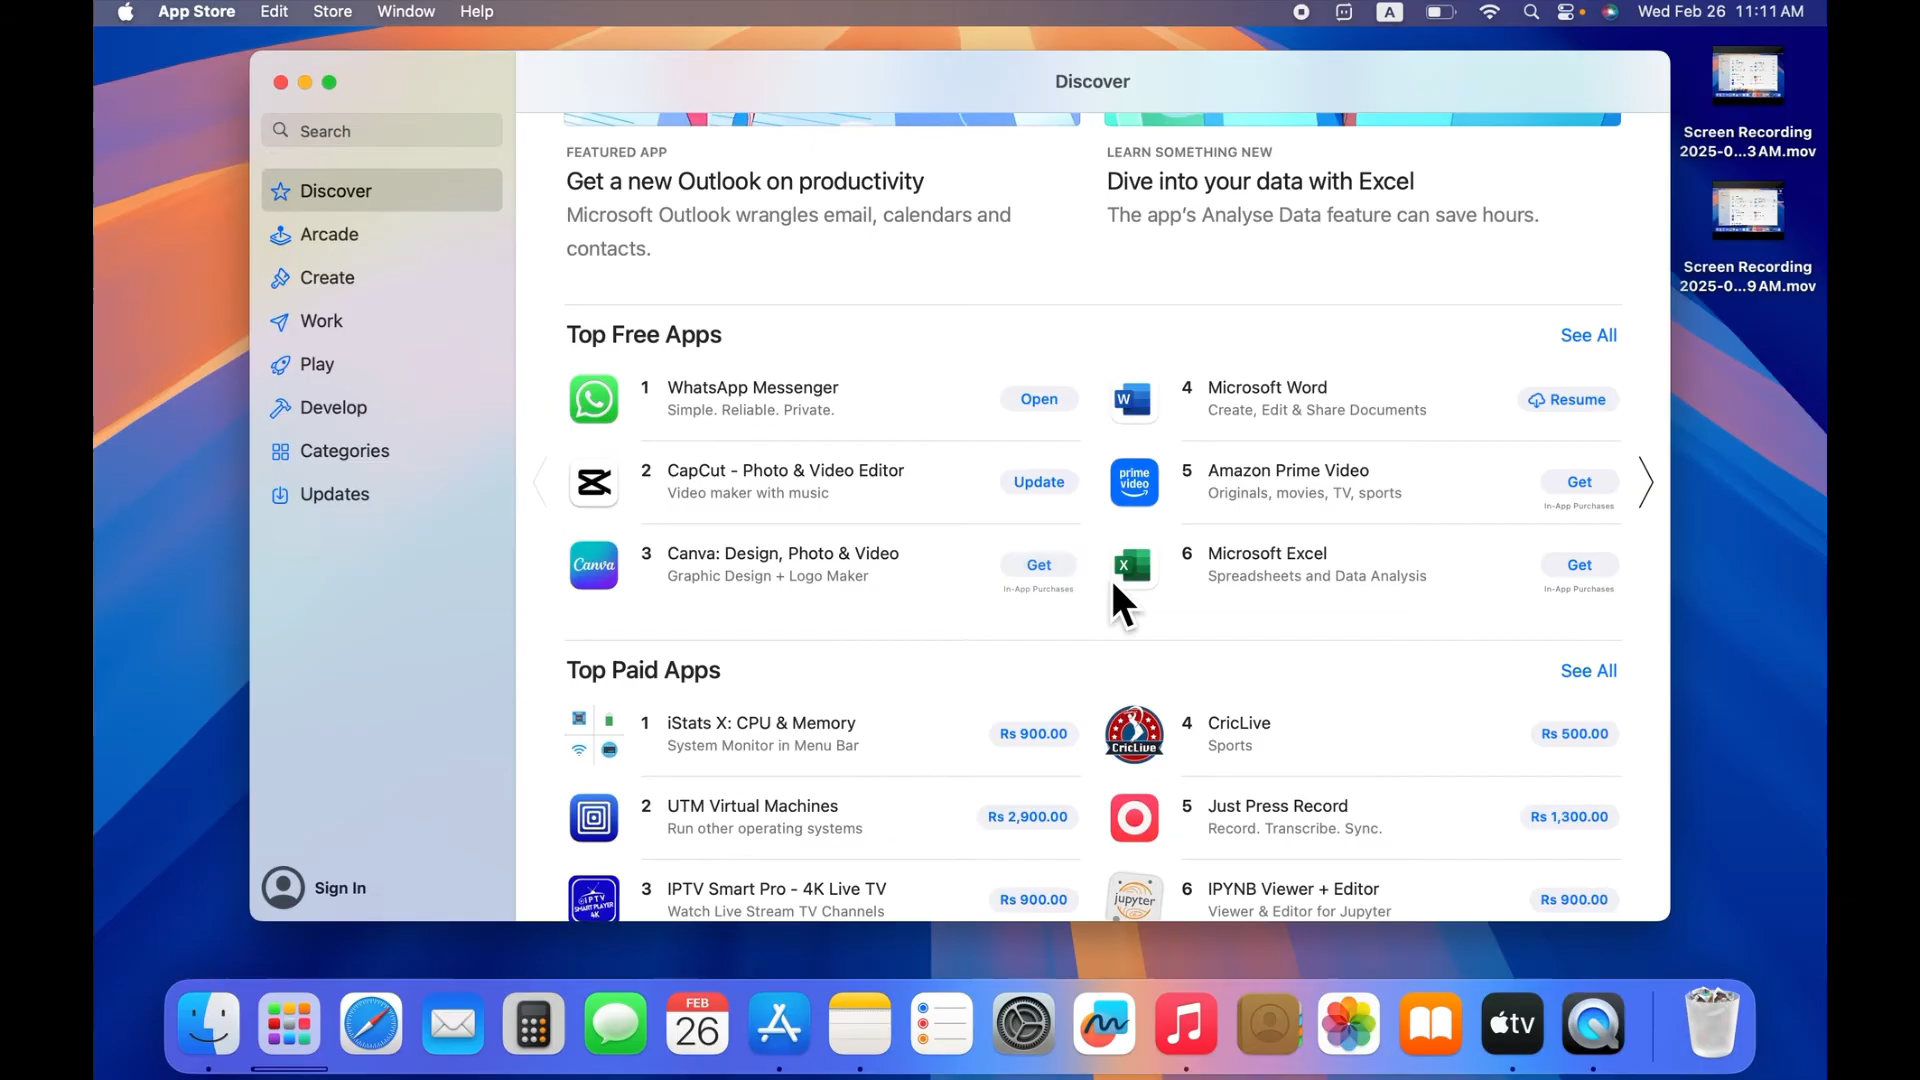 App Store Edit Store Window Help A Wed Feb 26 11:11 AM
Discover
Search
Screen Recording
2025-0...3 AM.mov
Screen Recording
2025-0...9 AM.mov
Discover
Arcade
Create
Work
Play
Develop
Categories
Updates
Sign In
FEATURED APP
Get a new Outlook on productivity
Microsoft Outlook wrangles email, calendars and
contacts.
LEARN SOMETHING NEW
Dive into your data with Excel
The app's Analyse Data feature can save hours.
Top Free Apps See All
1 WhatsApp Messenger Open
Simple. Reliable. Private.
2 CapCut - Photo & Video Editor Update
Video maker with music
Canva
3 Canva: Design, Photo & Video Get
Graphic Design + Logo Maker
In-App Purchases
W
4 Microsoft Word Resume
Create, Edit & Share Documents
prime
video
5 Amazon Prime Video Get
Originals, movies, TV, sports
In-App Purchases
X
6 Microsoft Excel Get
Spreadsheets and Data Analysis
In-App Purchases
Top Paid Apps See All
1 iStats X: CPU & Memory Rs 900.00
System Monitor in Menu Bar
2 UTM Virtual Machines Rs 2,900.00
Run other operating systems
IPTV
SMART PLAYER
4K
3 IPTV Smart Pro - 4K Live TV Rs 900.00
Watch Live Stream TV Channels
CricLive
4 CricLive Rs 500.00
Sports
5 Just Press Record Rs 1,300.00
Record. Transcribe. Sync.
jupyter
6 IPYNB Viewer + Editor Rs 900.00
Viewer & Editor for Jupyter
FEB
26
tv